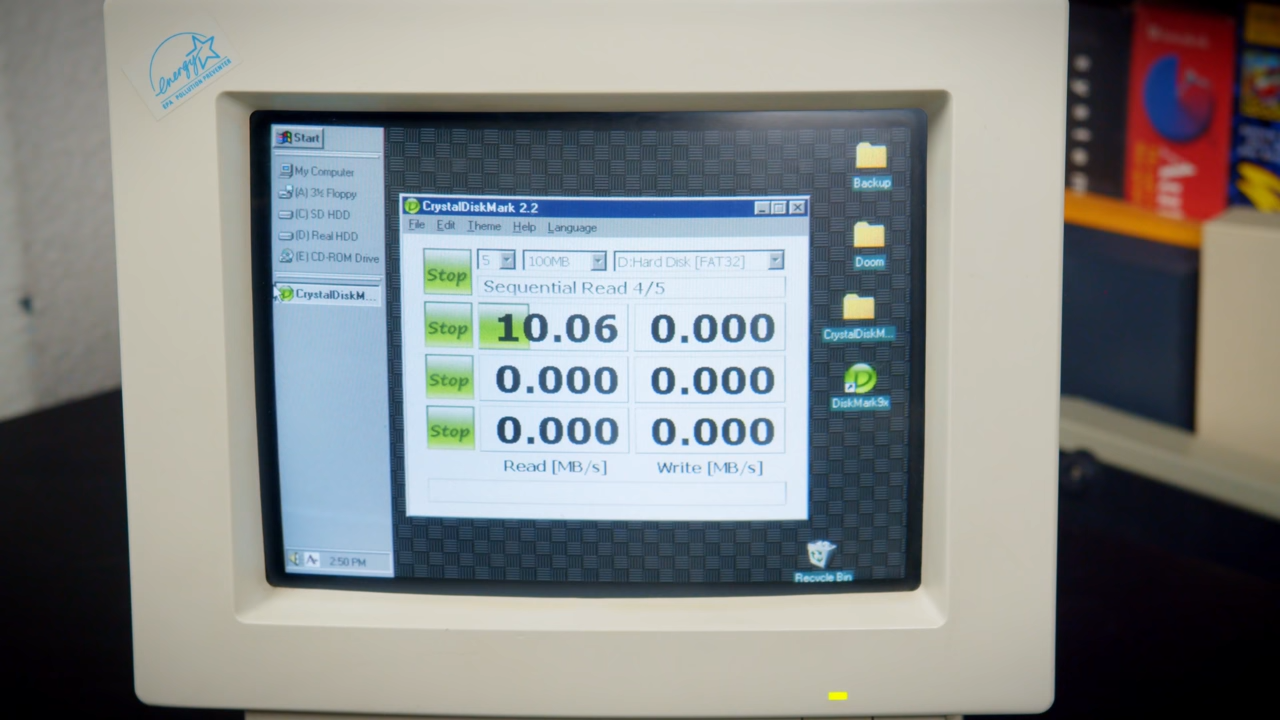 energy
EPA POLLUTION PREVENTER
Start
My Computer
(A) 3½ Floppy
(C) SD HDD
(D) Real HDD
(E) CD-ROM Drive
CrystalDiskM...
2:50 PM
CrystalDiskMark 2.2
File Edit Theme Help Language
Stop
5
100MB
D:Hard Disk [FAT32]
Sequential Read 4/5
Stop 10.06 0.000
Stop 0.000 0.000
Stop 0.000 0.000
Read [MB/s] Write [MB/s]
Backup
Doom
CrystalDiskM...
DiskMark9x
Recycle Bin